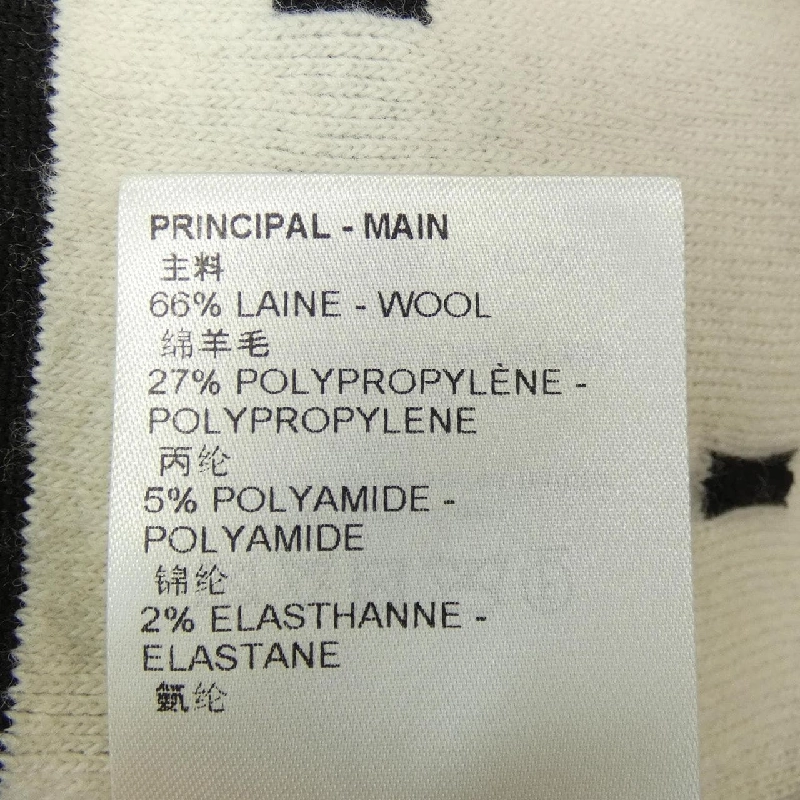 PRINCIPAL - MAIN
主料
66% LAINE - WOOL
绵羊毛
27% POLYPROPYLÈNE -
POLYPROPYLENE
丙纶
5% POLYAMIDE -
POLYAMIDE
锦纶
2% ELASTHANNE -
ELASTANE
氨纶